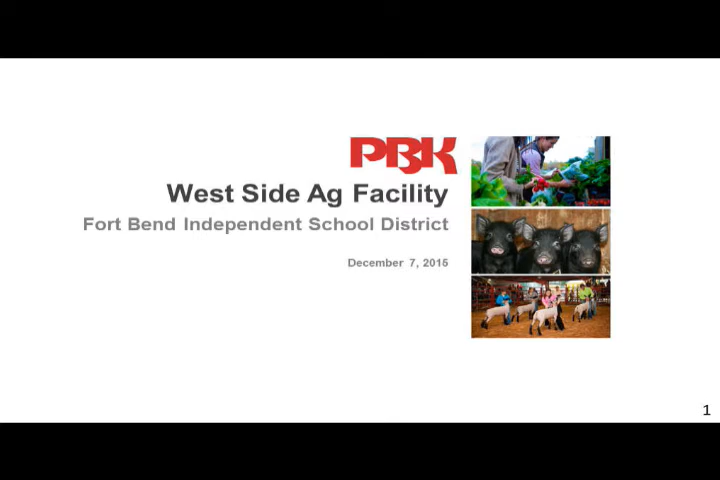 PBK
West Side Ag Facility
Fort Bend Independent School District
December 7, 2015
1